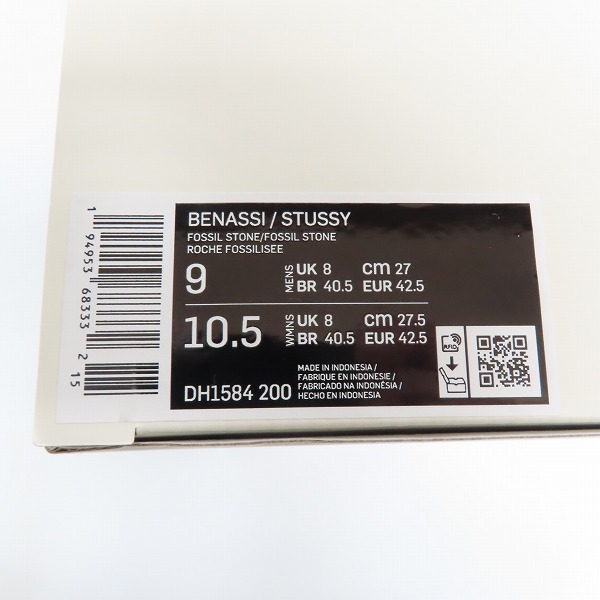 1 94953 68333 2 15
BENASSI / STUSSY
FOSSIL STONE/FOSSIL STONE
ROCHE FOSSILISEE
9 MENS UK 8 cm 27
BR 40.5 EUR 42.5
10.5 WMNS UK 8 cm 27.5
BR 40.5 EUR 42.5
MADE IN INDONESIA /
FABRIQUE EN INDONESIE /
FABRICADO NA INDONÉSIA /
HECHO EN INDONESIA
DH1584 200
RFID